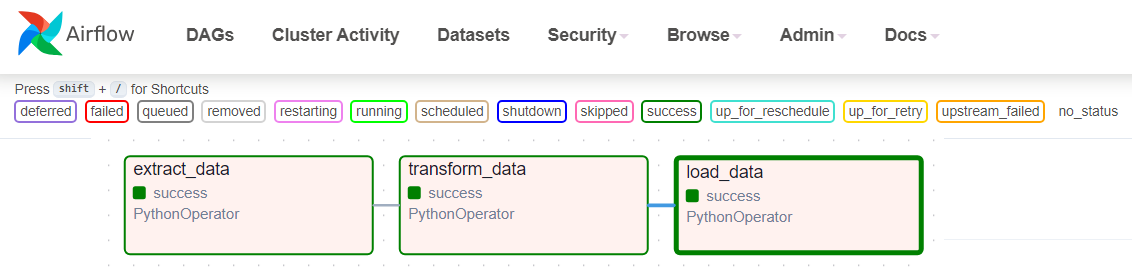 Airflow DAGs Cluster Activity Datasets Security Browse Admin Docs
Press shift + / for Shortcuts
deferred failed queued removed restarting running scheduled shutdown skipped success up_for_reschedule up_for_retry upstream_failed no_status
extract_data transform_data load_data
success success success
PythonOperator PythonOperator PythonOperator